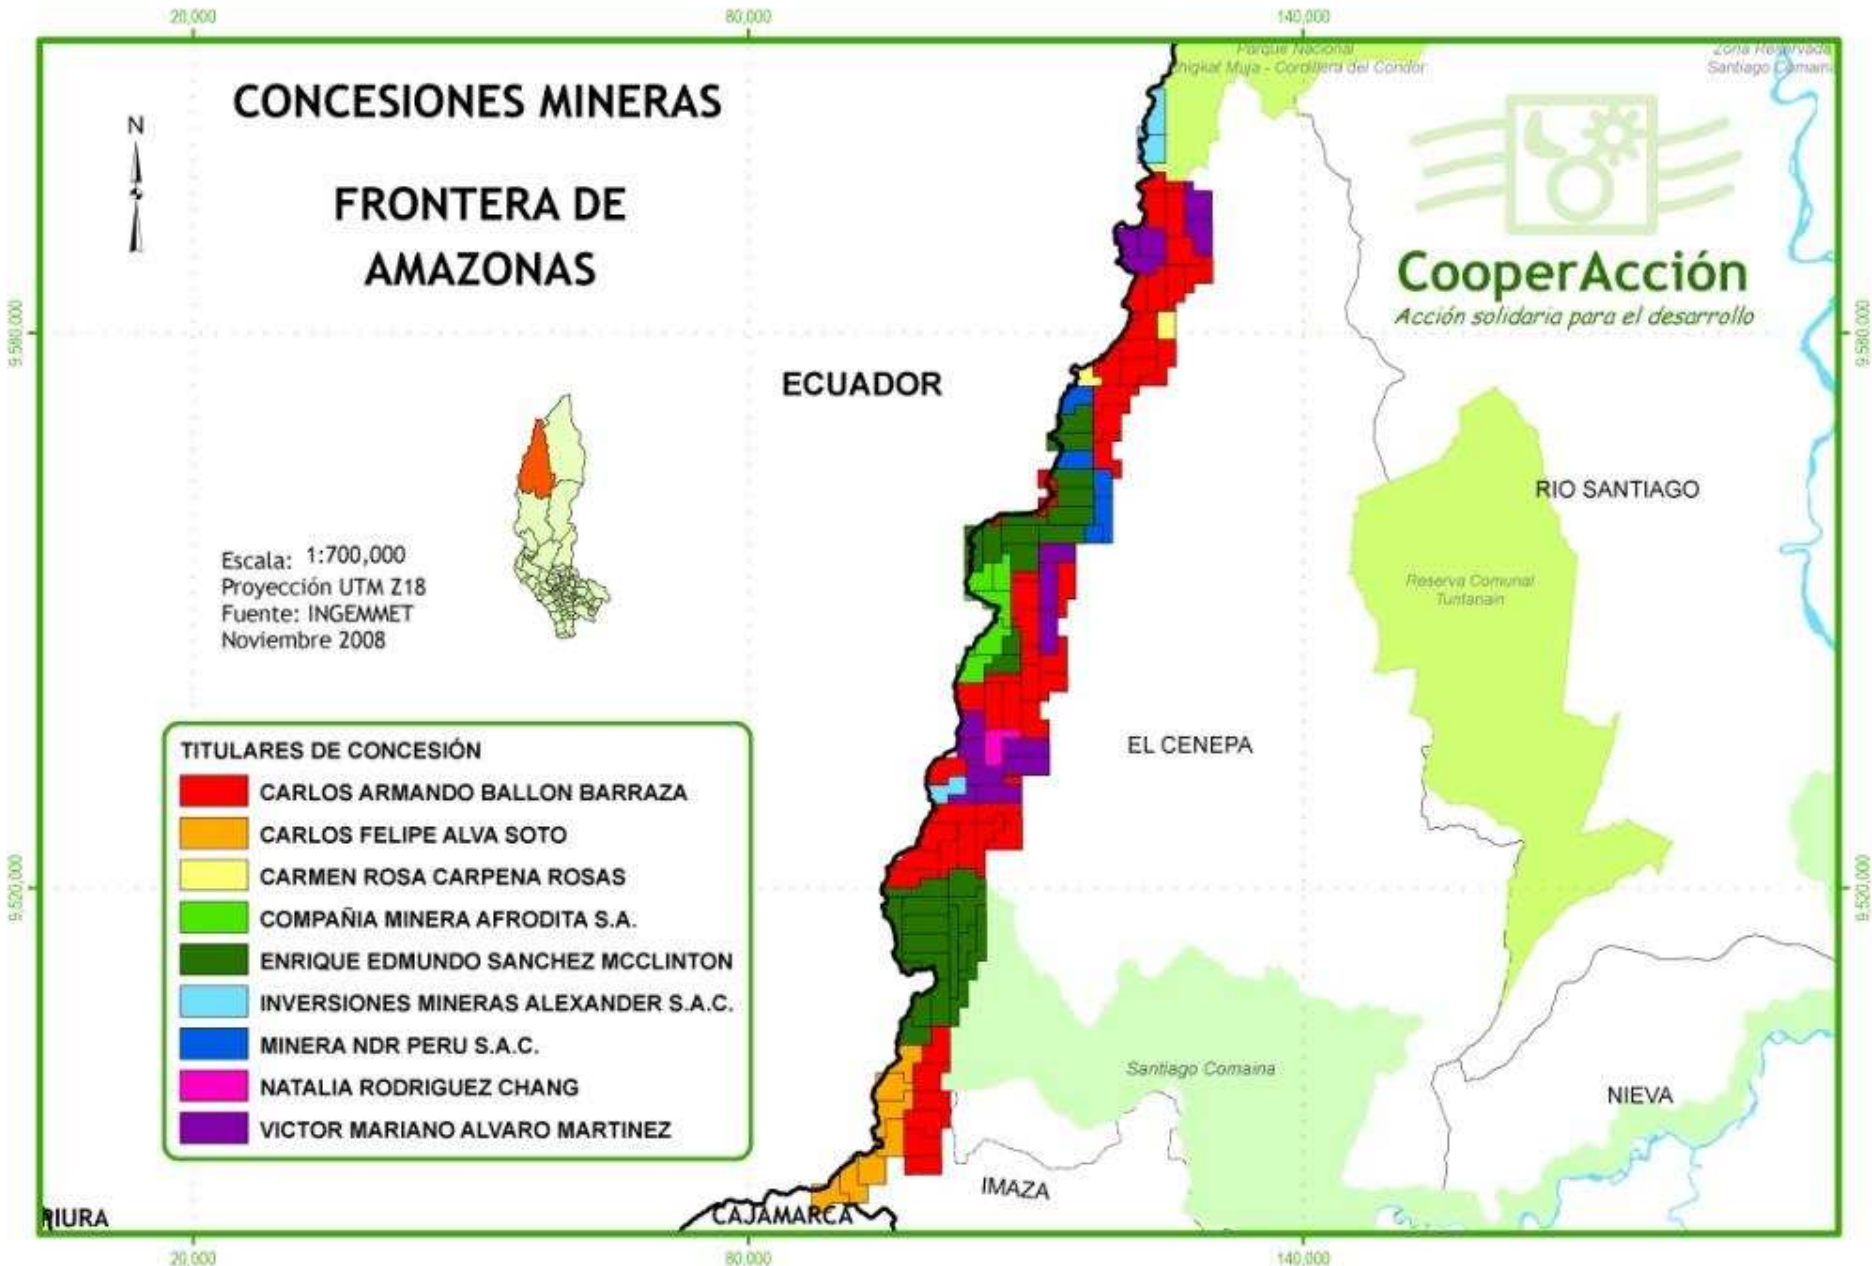 20,000
80,000
140,000
Parque Nacional
Zona Reservada
Santiago Comaina
CONCESIONES MINERAS
N
FRONTERA DE
AMAZONAS
CooperAcción
Acción solidaria para el desarrollo
9.580.000
9.580.000
ECUADOR
RIO SANTIAGO
Escala: 1:700,000
Proyección UTM Z18
Fuente: INGEMMET
Noviembre 2008
Reserva Comunal
Tuntanain
EL CENEPA
TITULARES DE CONCESIÓN
CARLOS ARMANDO BALLON BARRAZA
CARLOS FELIPE ALVA SOTO
CARMEN ROSA CARPENA ROSAS
COMPAÑIA MINERA AFRODITA S.A.
ENRIQUE EDMUNDO SANCHEZ MCCLINTON
INVERSIONES MINERAS ALEXANDER S.A.C.
MINERA NDR PERU S.A.C.
NATALIA RODRIGUEZ CHANG
VICTOR MARIANO ALVARO MARTINEZ
9.520.000
9.520.000
Santiago Comaina
NIEVA
IMAZA
PIURA
CAJAMARCA
20,000
80,000
140,000